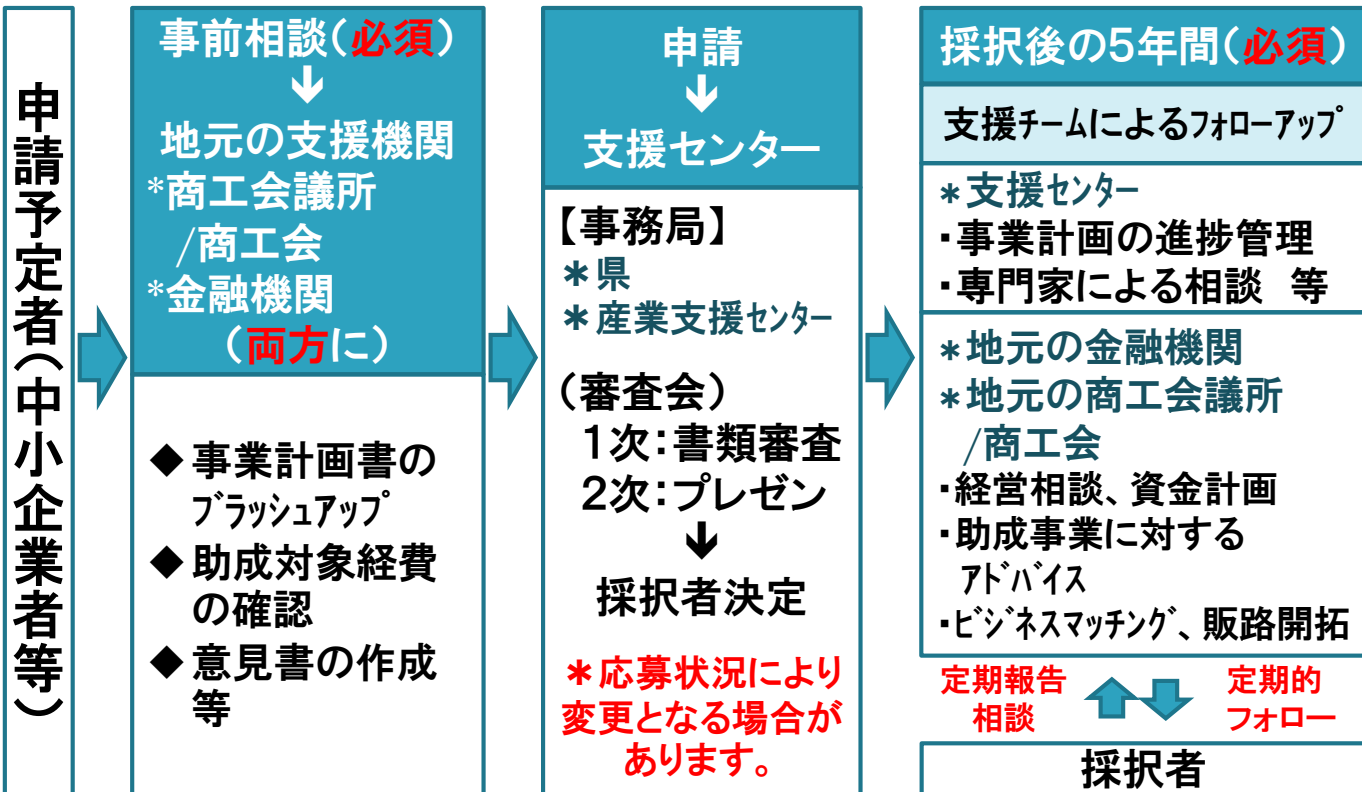 申請予定者(中小企業者等)
事前相談(必須)
↓
地元の支援機関
*商工会議所
/商工会
*金融機関
(両方に)
◆事業計画書の
ブラッシュアップ
◆助成対象経費
の確認
◆意見書の作成
等
申請
↓
支援センター
【事務局】
*県
*産業支援センター
(審査会)
1次:書類審査
2次:プレゼン
↓
採択者決定
*応募状況により
変更となる場合が
あります。
採択後の5年間(必須)
支援チームによるフォローアップ
*支援センター
・事業計画の進捗管理
・専門家による相談 等
*地元の金融機関
*地元の商工会議所
/商工会
・経営相談、資金計画
・助成事業に対する
アドバイス
・ビジネスマッチング、販路開拓
定期報告
相談
定期的
フォロー
採択者